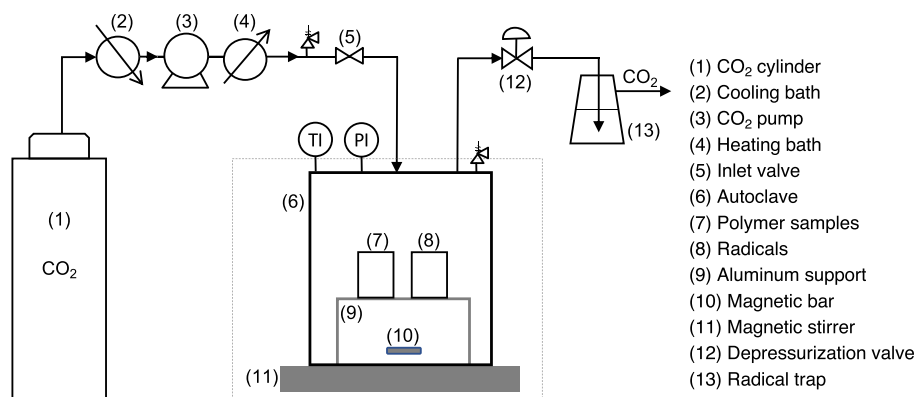 (2)
(3)
(4)
(5)
(12)
CO₂
(13)
TI
PI
(6)
(1)
CO₂
(7)
(8)
(9)
(10)
(11)
(1) CO₂ cylinder
(2) Cooling bath
(3) CO₂ pump
(4) Heating bath
(5) Inlet valve
(6) Autoclave
(7) Polymer samples
(8) Radicals
(9) Aluminum support
(10) Magnetic bar
(11) Magnetic stirrer
(12) Depressurization valve
(13) Radical trap